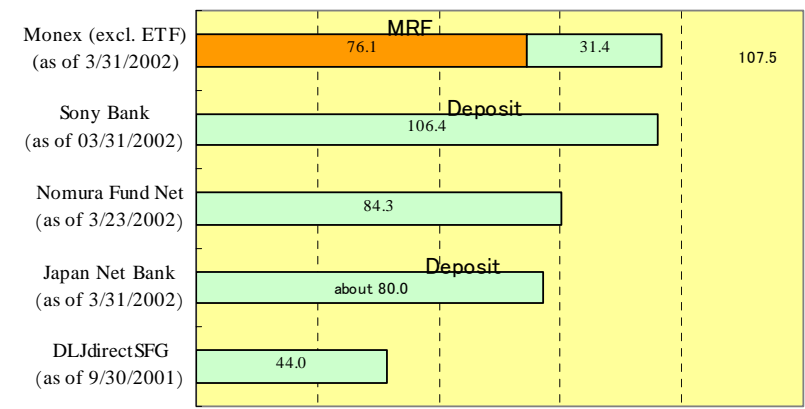 Monex (excl. ETF)
(as of 3/31/2002)
MRF
76.1
31.4
107.5
Sony Bank
(as of 03/31/2002)
Deposit
106.4
Nomura Fund Net
(as of 3/23/2002)
84.3
Japan Net Bank
(as of 3/31/2002)
Deposit
about 80.0
DLJdirectSFG
(as of 9/30/2001)
44.0